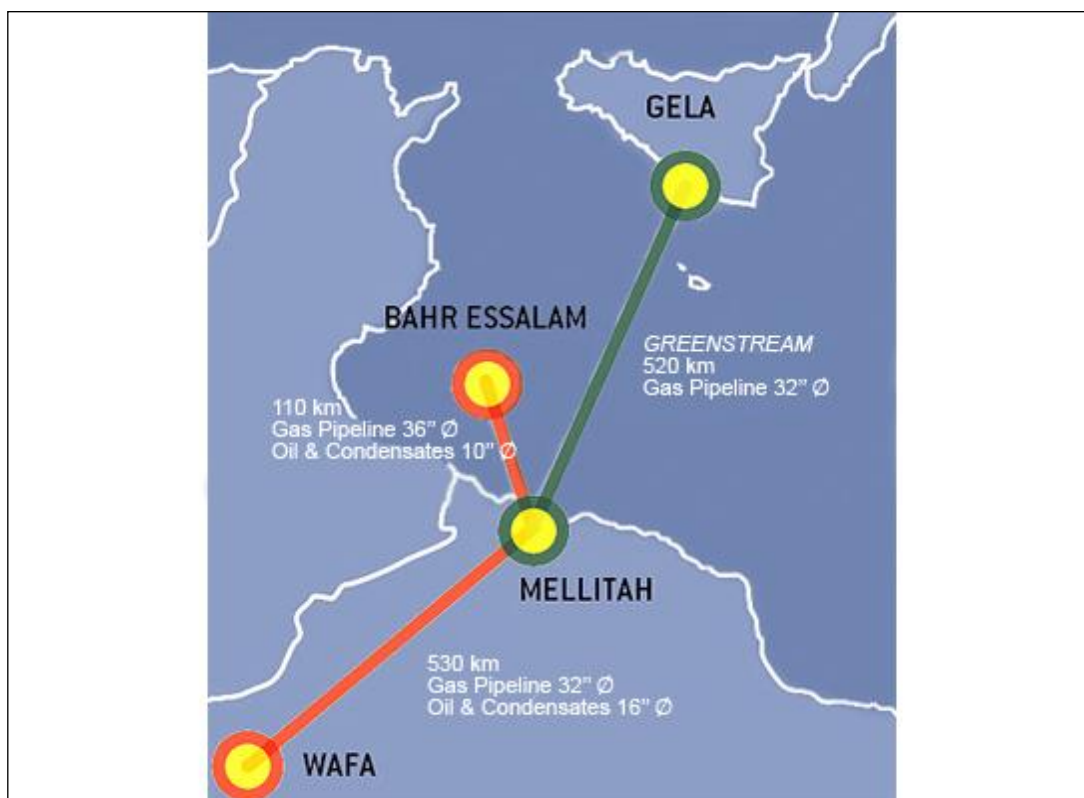 GELA
BAHR ESSALAM
GREENSTREAM
520 km
Gas Pipeline 32” Ø
110 km
Gas Pipeline 36” Ø
Oil & Condensates 10” Ø
MELLITAH
530 km
Gas Pipeline 32” Ø
Oil & Condensates 16” Ø
WAFA